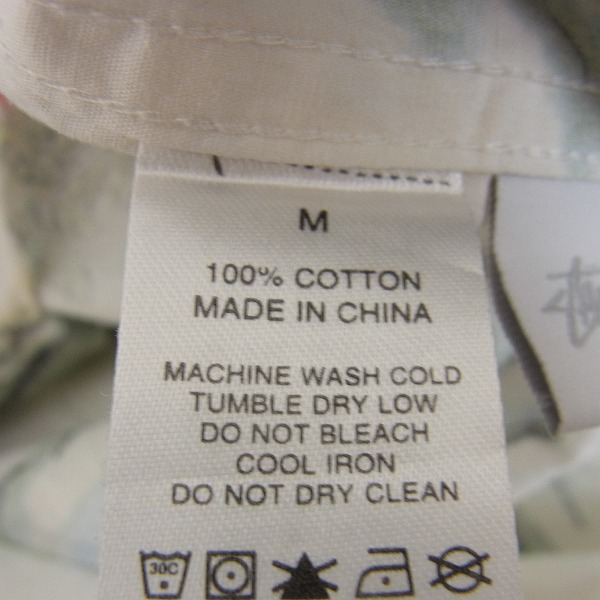 M
100% COTTON
MADE IN CHINA
MACHINE WASH COLD
TUMBLE DRY LOW
DO NOT BLEACH
COOL IRON
DO NOT DRY CLEAN
30C